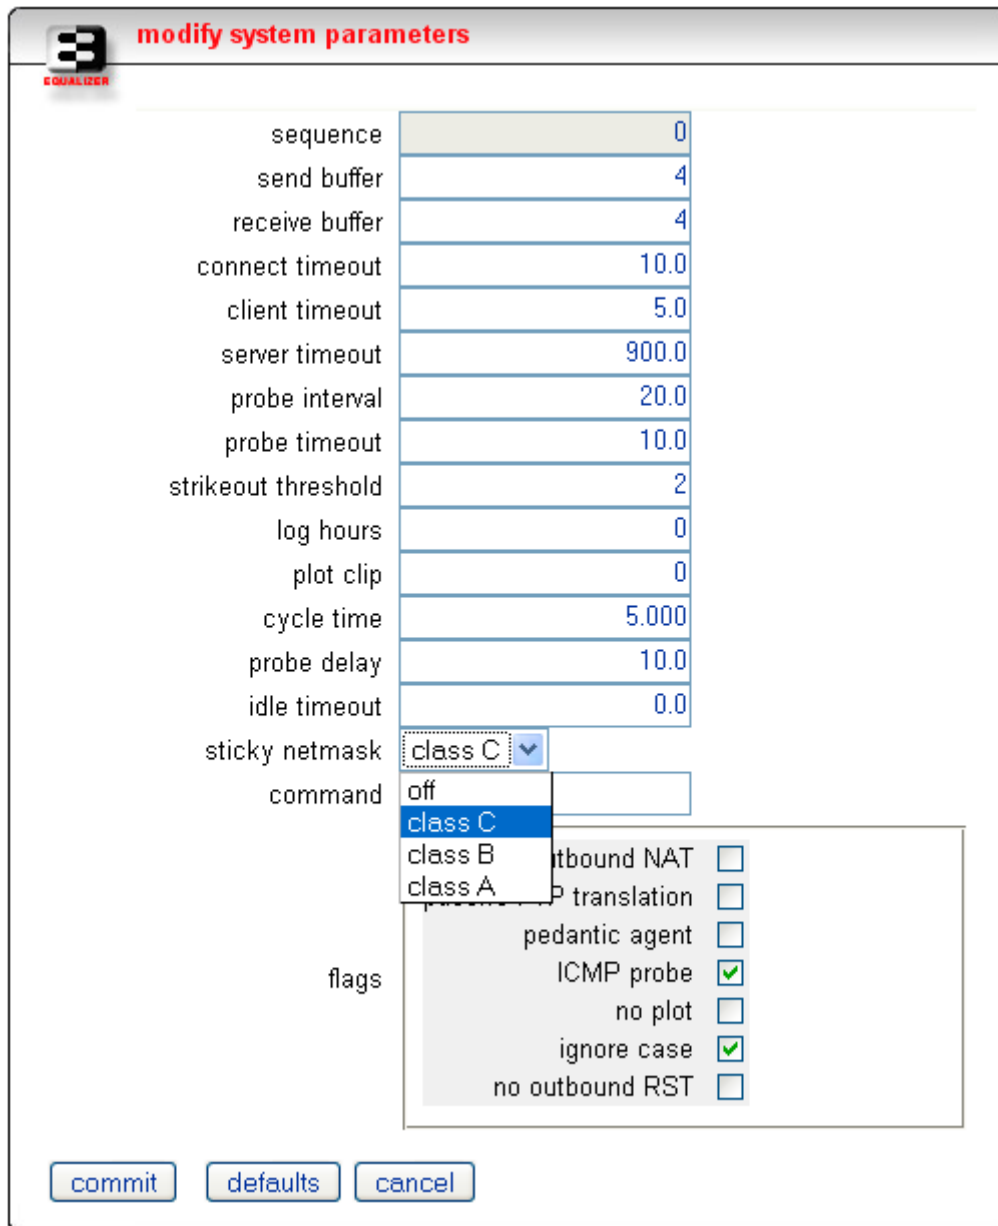 modify system parameters
EQUALIZER
sequence 0
send buffer 4
receive buffer 4
connect timeout 10.0
client timeout 5.0
server timeout 900.0
probe interval 20.0
probe timeout 10.0
strikeout threshold 2
log hours 0
plot clip 0
cycle time 5.000
probe delay 10.0
idle timeout 0.0
sticky netmask class C
command
off
class C
class B
class A
NAT
translation
pedantic agent
ICMP probe
flags
no plot
ignore case
no outbound RST
commit defaults cancel